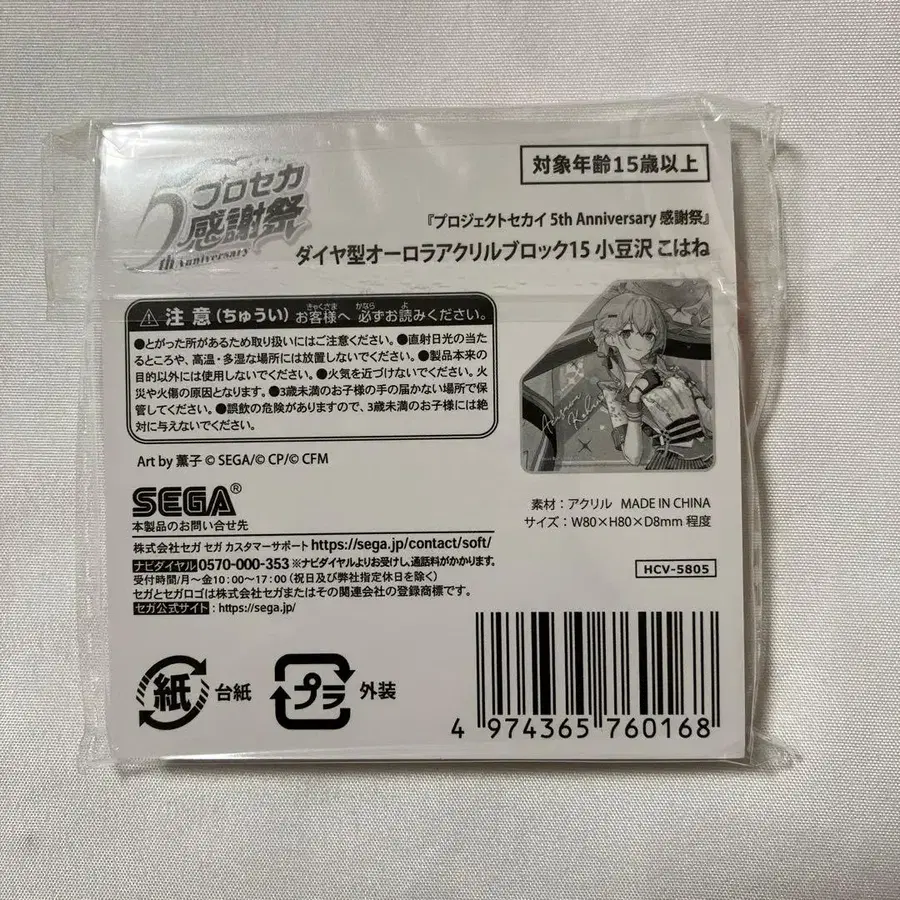 プロセカ
感謝祭
5th Anniversary
対象年齢15歳以上
『プロジェクトセカイ 5th Anniversary 感謝祭』
ダイヤ型オーロラアクリルブロック15 小豆沢 こはね
⚠ 注意(ちゅうい) お客様へ 必ずお読みください。
きゃくさま かなら よ
●とがった所があるため取り扱いにはご注意ください。●直射日光の当た
るところや、高温・多湿な場所には放置しないでください。●製品本来の
目的以外には使用しないでください。●火気を近づけないでください。火
災や火傷の原因となります。●3歳未満のお子様の手の届かない場所で保
管してください。●誤飲の危険がありますので、3歳未満のお子様には絶
対に与えないでください。
Art by 薫子 © SEGA/© CP/© CFM
SEGA®
本製品のお問い合せ先
株式会社セガ セガ カスタマーサポート https://sega.jp/contact/soft/
ナビダイヤル 0570-000-353 ※ナビダイヤルよりお受けし、通話料がかかります。
受付時間/月〜金10:00〜17:00(祝日及び弊社指定休日を除く)
セガとセガロゴは株式会社セガまたはその関連会社の登録商標です。
セガ公式サイト : https://sega.jp/
Azusawa
Kohane
素材:アクリル MADE IN CHINA
サイズ:W80×H80×D8mm 程度
HCV-5805
紙 台紙
プラ 外装
4 974365 760168